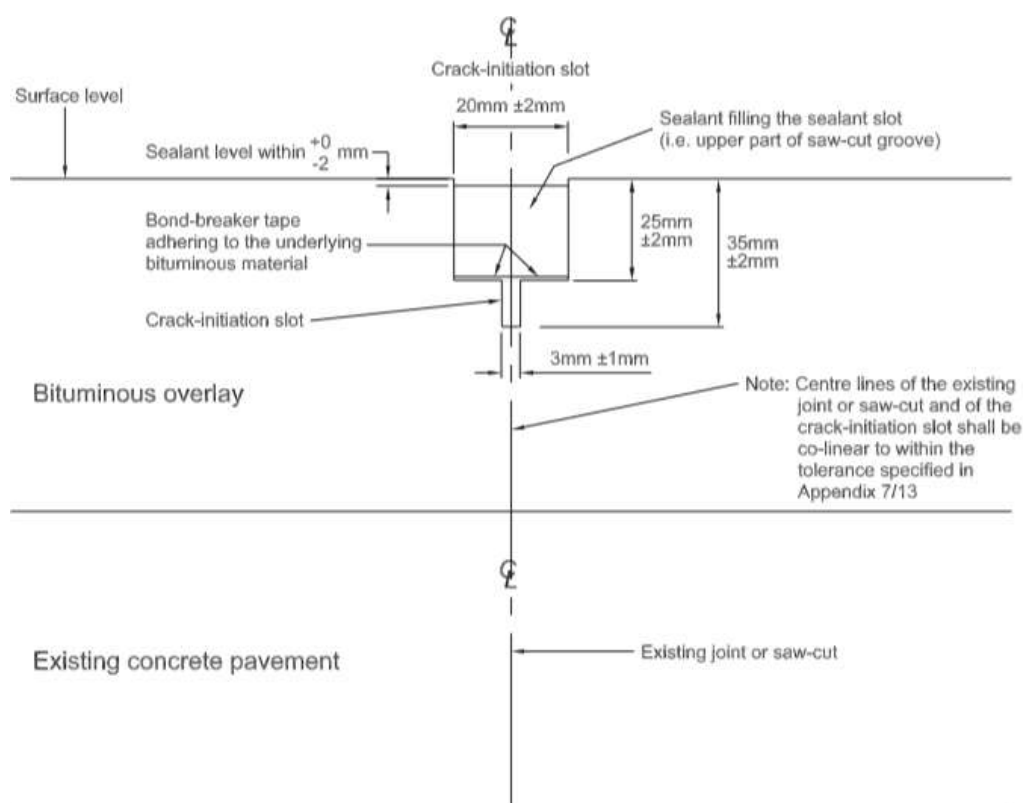 ℄
Crack-initiation slot
Surface level
20mm ±2mm
Sealant filling the sealant slot
(i.e. upper part of saw-cut groove)
Sealant level within +0 -2 mm
Bond-breaker tape
adhering to the underlying
bituminous material
25mm
±2mm
35mm
±2mm
Crack-initiation slot
3mm ±1mm
Bituminous overlay
Note: Centre lines of the existing
joint or saw-cut and of the
crack-initiation slot shall be
co-linear to within the
tolerance specified in
Appendix 7/13
℄
Existing concrete pavement
Existing joint or saw-cut